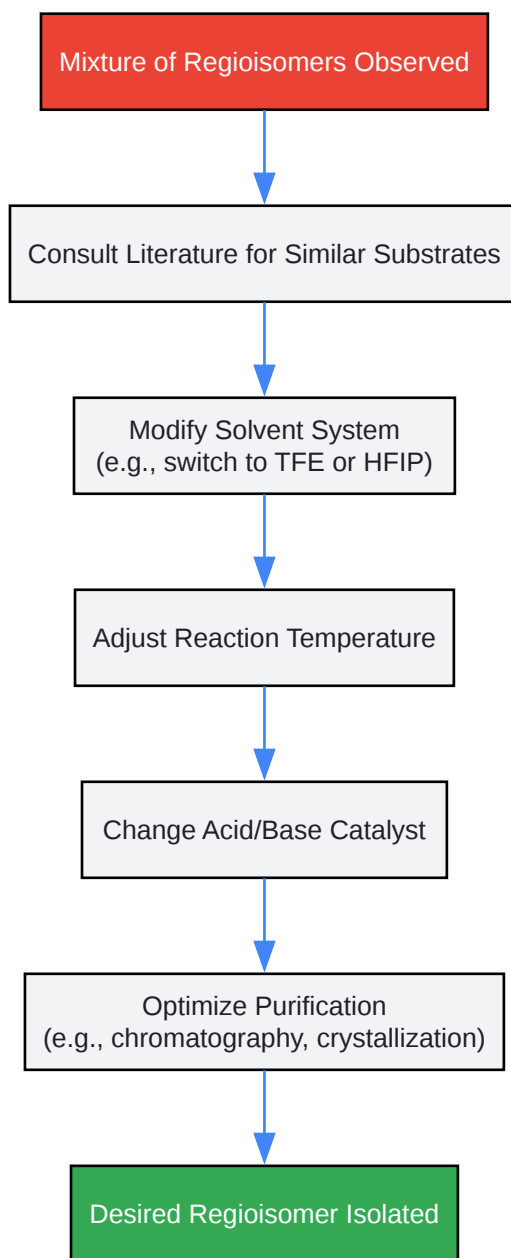 Mixture of Regioisomers Observed
Consult Literature for Similar Substrates
Modify Solvent System
(e.g., switch to TFE or HFIP)
Adjust Reaction Temperature
Change Acid/Base Catalyst
Optimize Purification
(e.g., chromatography, crystallization)
Desired Regioisomer Isolated